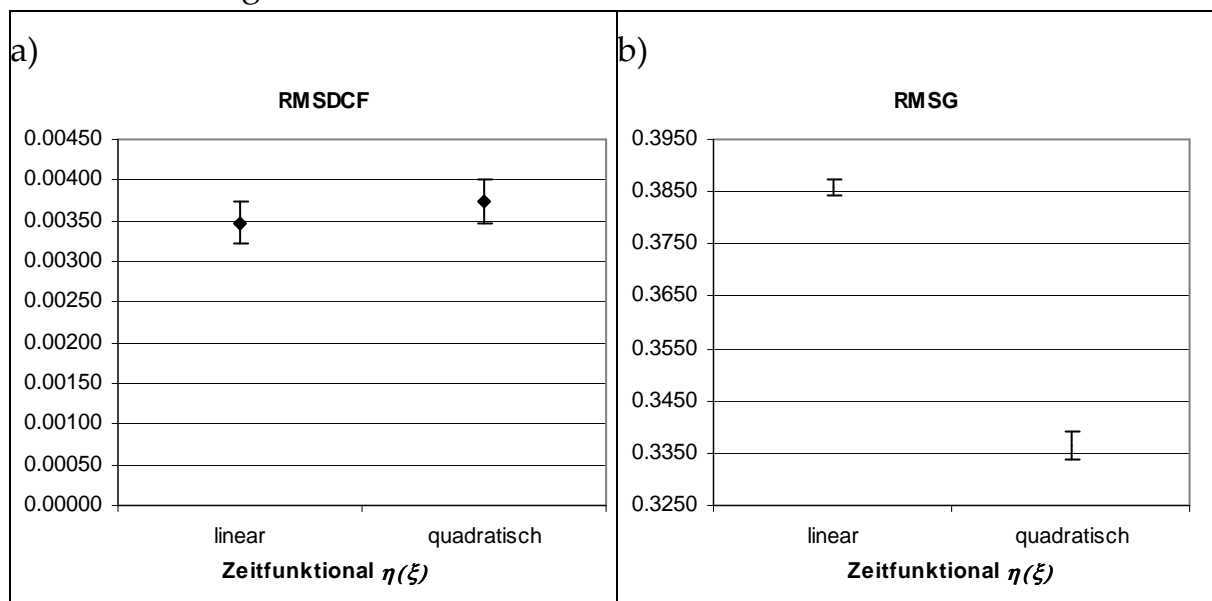 a)
RMSDCF
0.00450
0.00400
0.00350
0.00300
0.00250
0.00200
0.00150
0.00100
0.00050
0.00000
linear quadratisch
Zeitfunktional η(ξ)
b)
RMSG
0.3950
0.3850
0.3750
0.3650
0.3550
0.3450
0.3350
0.3250
linear quadratisch
Zeitfunktional η(ξ)